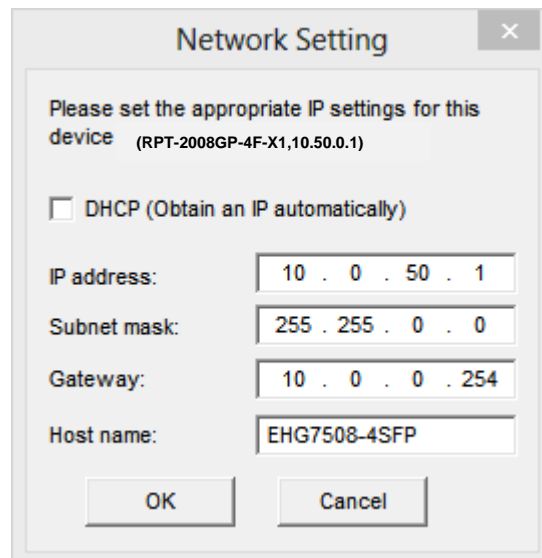 Network Setting
Please set the appropriate IP settings for this
device (RPT-2008GP-4F-X1,10.50.0.1)
DHCP (Obtain an IP automatically)
IP address: 10 . 0 . 50 . 1
Subnet mask: 255 . 255 . 0 . 0
Gateway: 10 . 0 . 0 . 254
Host name: EHG7508-4SFP
OK Cancel